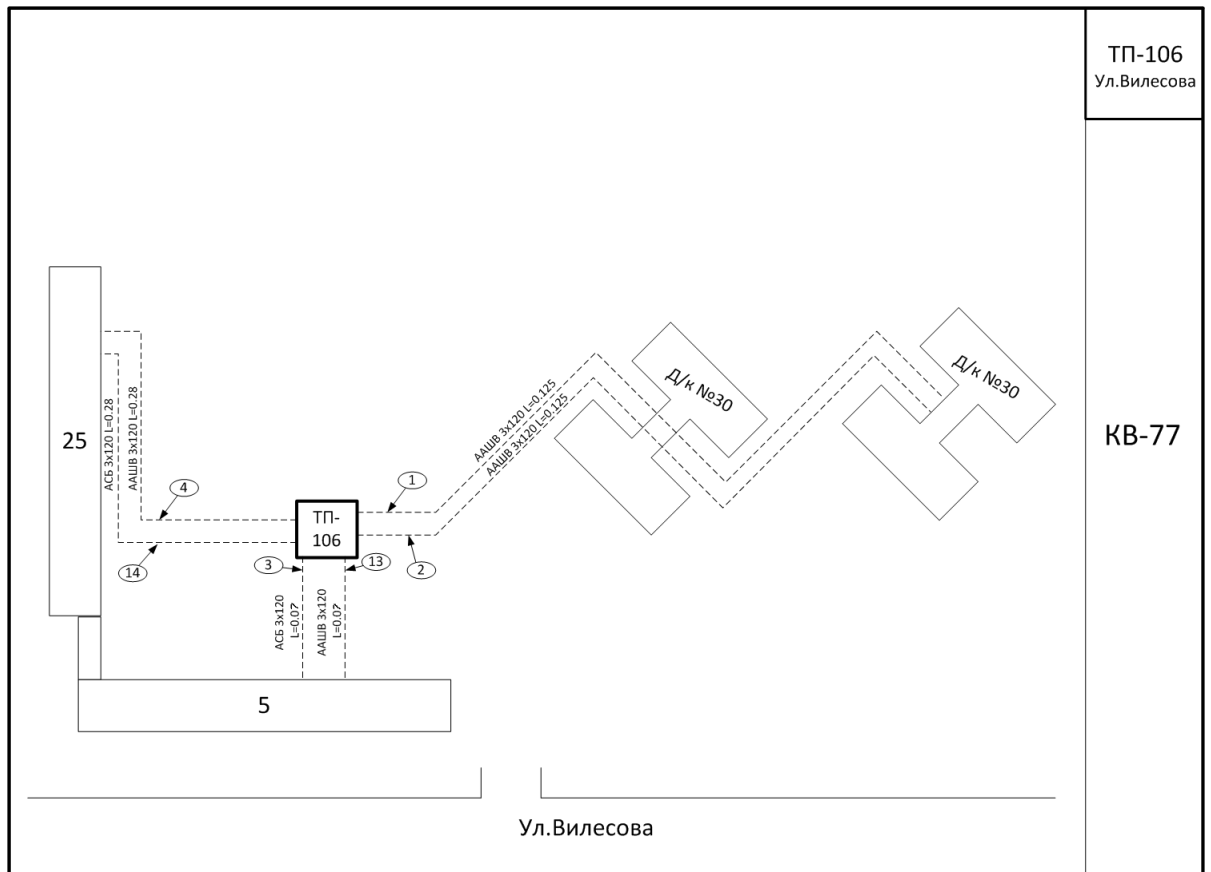 ТП-106
Ул.Вилесова
КВ-77
25
АСБ 3х120 L=0.28
ААШВ 3х120 L=0.28
4
14
ТП-
106
1
2
3
13
ААШВ 3х120 L=0.125
ААШВ 3х120 L=0.125
Д/к №30
Д/к №30
АСБ 3х120
L=0.07
ААШВ 3х120
L=0.07
5
Ул.Вилесова